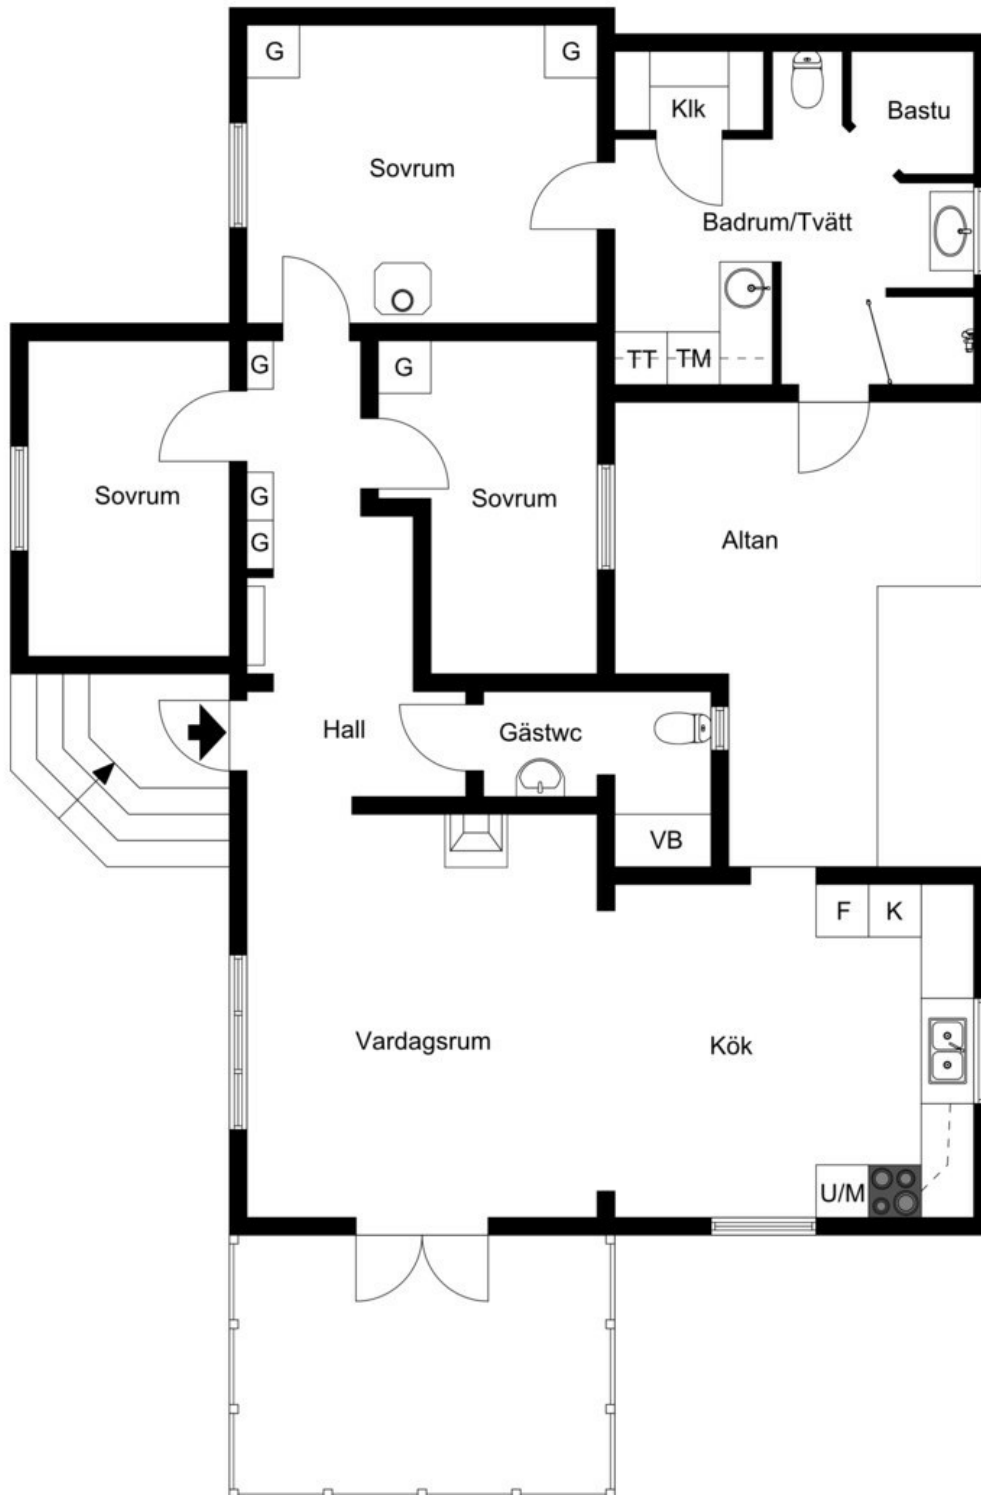 G
G
Klk
Bastu
Sovrum
Badrum/Tvätt
G
G
TT
TM
Sovrum
G
Sovrum
G
Altan
Hall
Gästwc
VB
F
K
Vardagsrum
Kök
U/M